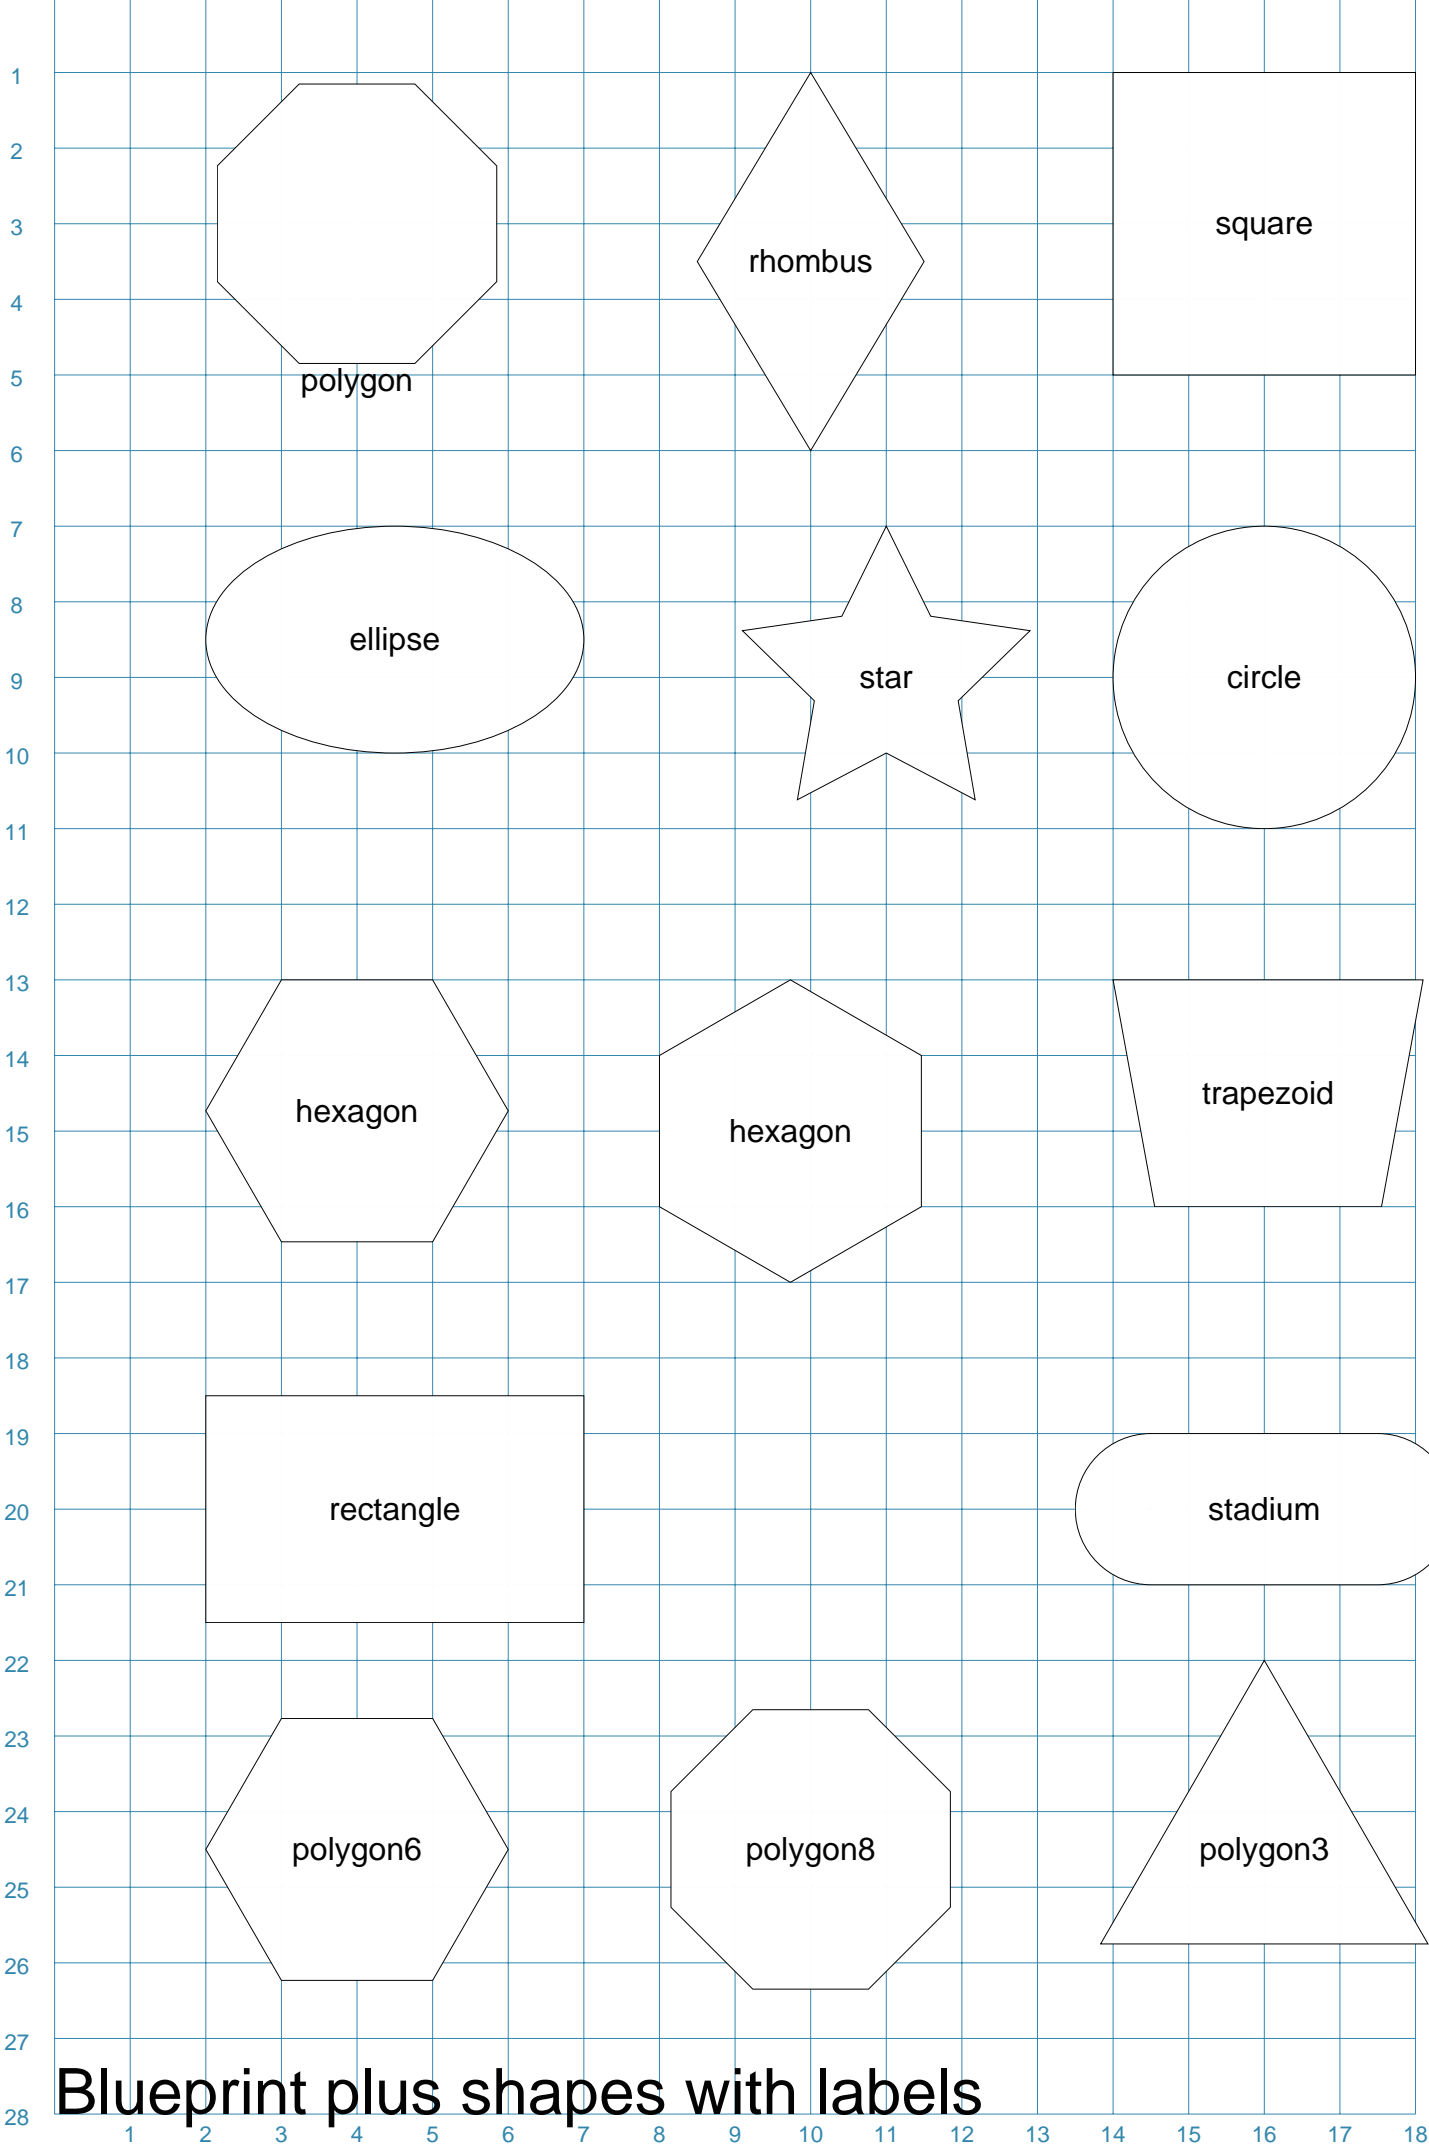 1
2
3
square
rhombus
4
5
polygon
6
7
8
ellipse
9
star
circle
10
11
12
13
14
trapezoid
hexagon
15
hexagon
16
17
18
19
20
rectangle
stadium
21
22
23
24
polygon6
polygon8
polygon3
25
26
27
Blueprint plus shapes with labels
28
1 2 3 4 5 6 7 8 9 10 11 12 13 14 15 16 17 18